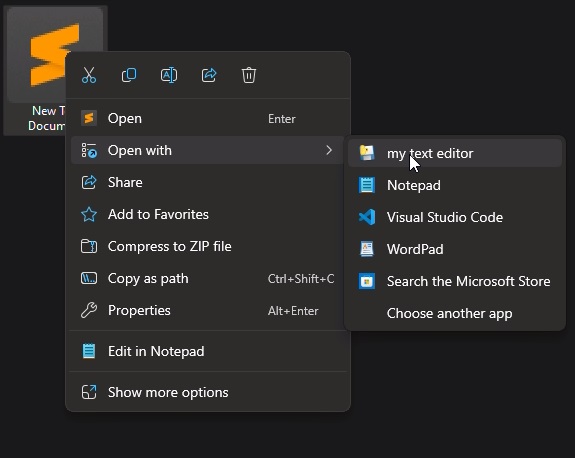 New T
Docum
Open Enter
Open with
Share
Add to Favorites
Compress to ZIP file
Copy as path Ctrl+Shift+C
Properties Alt+Enter
Edit in Notepad
Show more options
my text editor
Notepad
Visual Studio Code
WordPad
Search the Microsoft Store
Choose another app